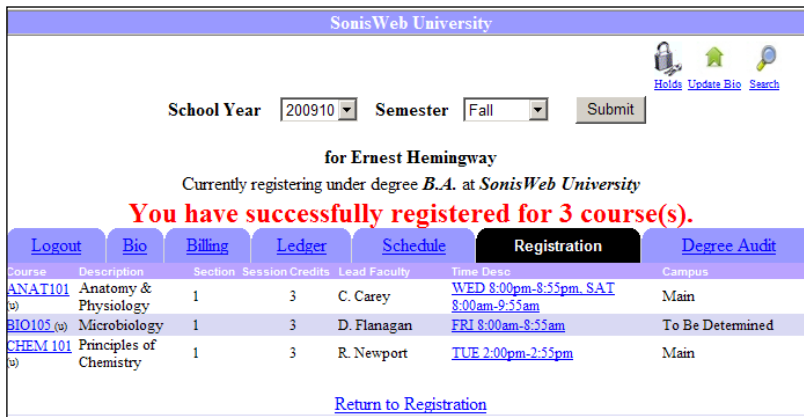 SonisWeb University
Holds Update Bio Search
School Year 200910 Semester Fall Submit
for Ernest Hemingway
Currently registering under degree B.A. at SonisWeb University
You have successfully registered for 3 course(s).
Logout Bio Billing Ledger Schedule Registration Degree Audit
Course Description Section Session Credits Lead Faculty Time Desc Campus
ANAT101 (u) Anatomy & Physiology 1 3 C. Carey WED 8:00pm-8:55pm, SAT 8:00am-9:55am Main
BIO105 (u) Microbiology 1 3 D. Flanagan FRI 8:00am-8:55am To Be Determined
CHEM 101 (u) Principles of Chemistry 1 3 R. Newport TUE 2:00pm-2:55pm Main
Return to Registration